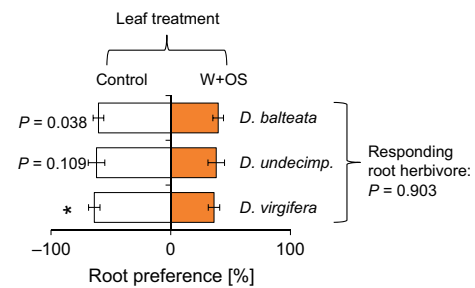 Leaf treatment
Control W+OS
P = 0.038 D. balteata
P = 0.109 D. undecimp.
* D. virgifera
Responding
root herbivore:
P = 0.903
−100 0 100
Root preference [%]